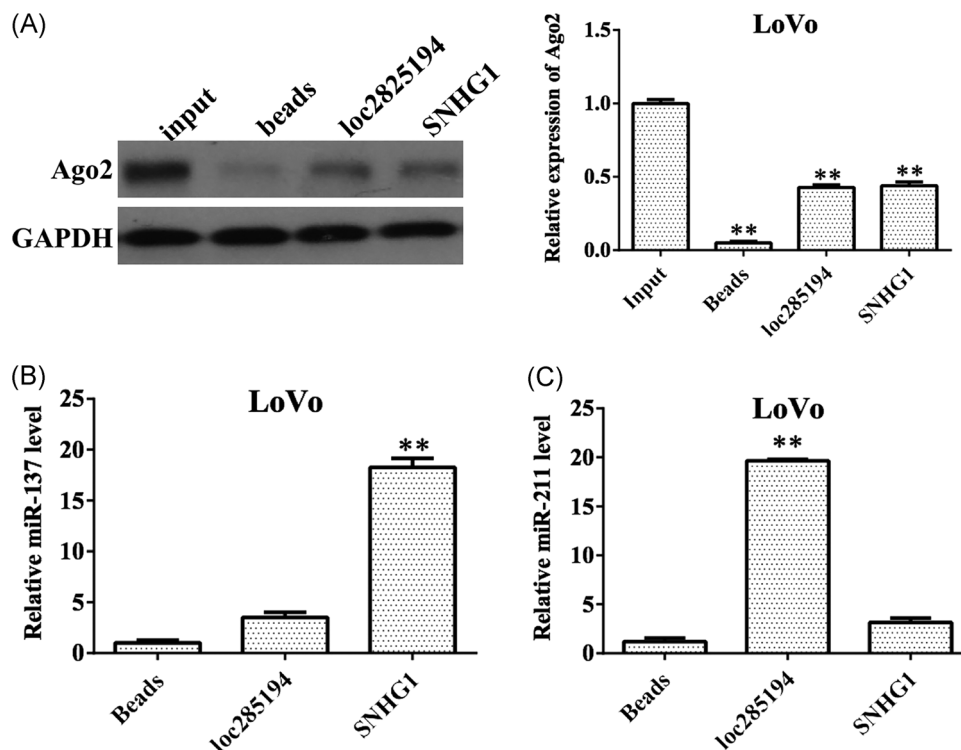 (A)
input
beads
loc2825194
SNHG1
Ago2
GAPDH
LoVo
Relative expression of Ago2
1.5
1.0
0.5
0.0
**
**
**
Input
Beads
loc285194
SNHG1
(B)
LoVo
Relative miR-137 level
25
20
15
10
5
0
**
Beads
loc285194
SNHG1
(C)
LoVo
Relative miR-211 level
25
20
15
10
5
0
**
Beads
loc285194
SNHG1